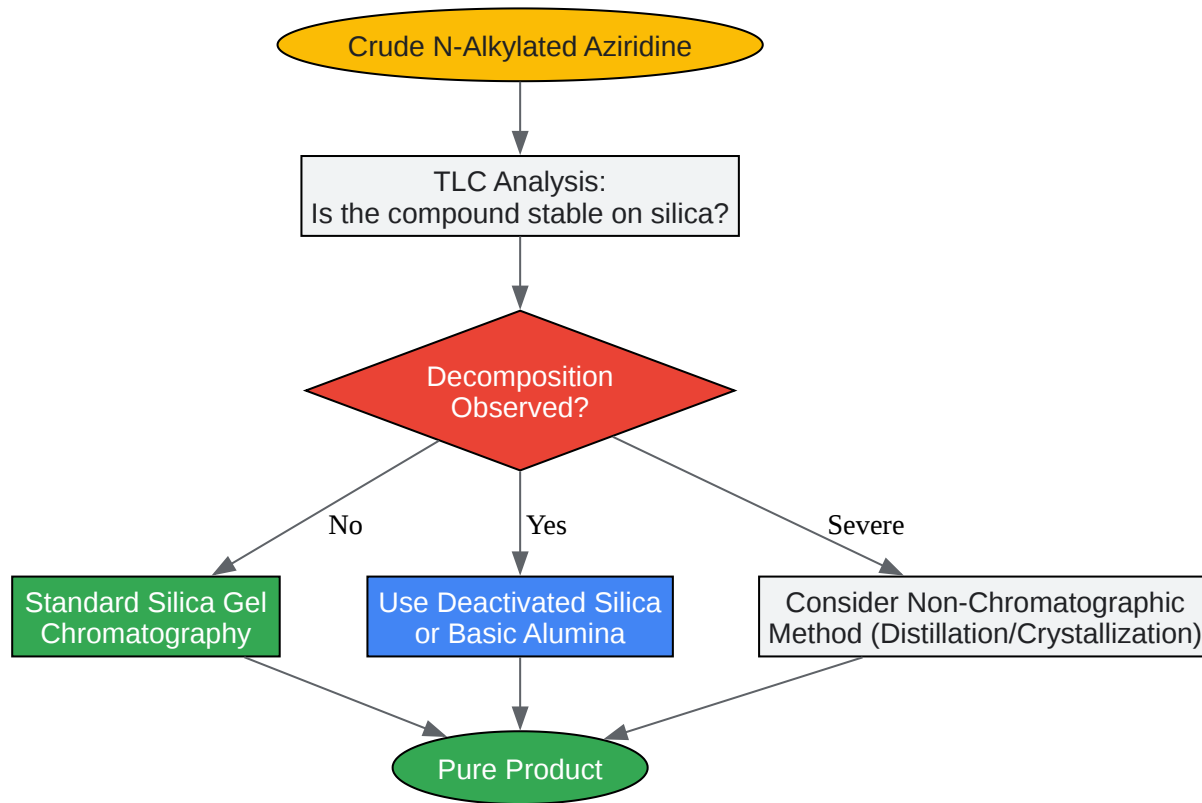 Crude N-Alkylated Aziridine
TLC Analysis:
Is the compound stable on silica?
Decomposition
Observed?
No
Yes
Severe
Standard Silica Gel
Chromatography
Use Deactivated Silica
or Basic Alumina
Consider Non-Chromatographic
Method (Distillation/Crystallization)
Pure Product